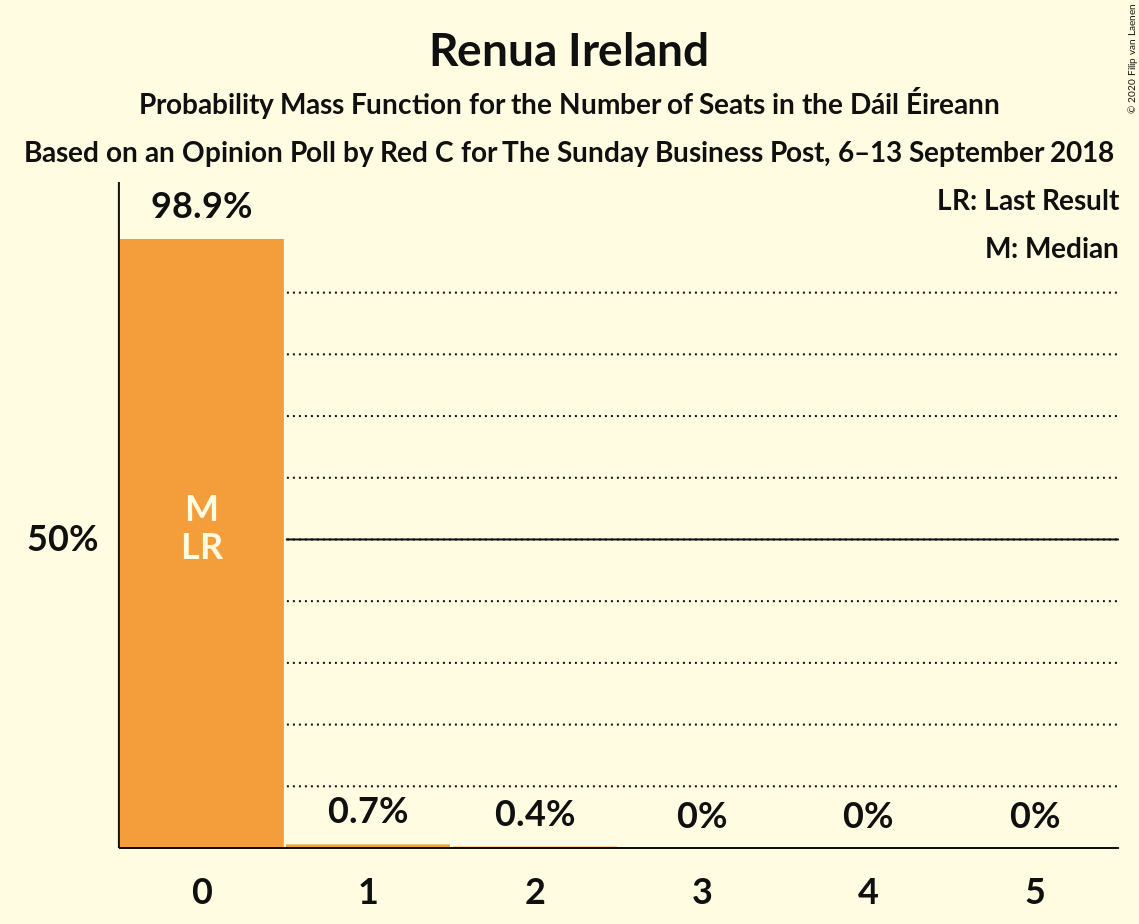 Renua Ireland
Probability Mass Function for the Number of Seats in the Dáil Éireann
Based on an Opinion Poll by Red C for The Sunday Business Post, 6–13 September 2018
© 2020 Filip van Laenen
LR: Last Result
M: Median
98.9%
M
LR
50%
0.7%
0.4%
0%
0%
0%
0
1
2
3
4
5